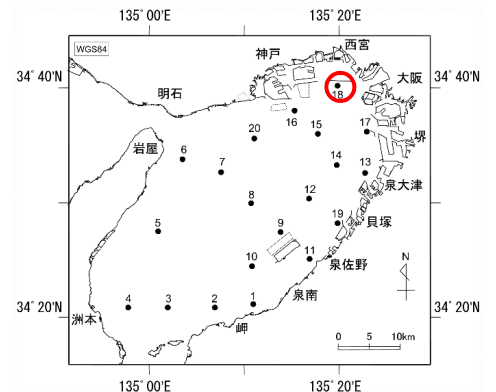 135° 00′E
135° 20′E
WGS84
西宮
神戸
34° 40′N
34° 40′N
大阪
明石
18
16
15
17
堺
20
岩屋
6
7
14
13
泉大津
8
12
貝塚
19
5
9
11
泉佐野
10
N
泉南
34° 20′N
34° 20′N
洲本
4
3
2
1
岬
0
5
10km
135° 00′E
135° 20′E